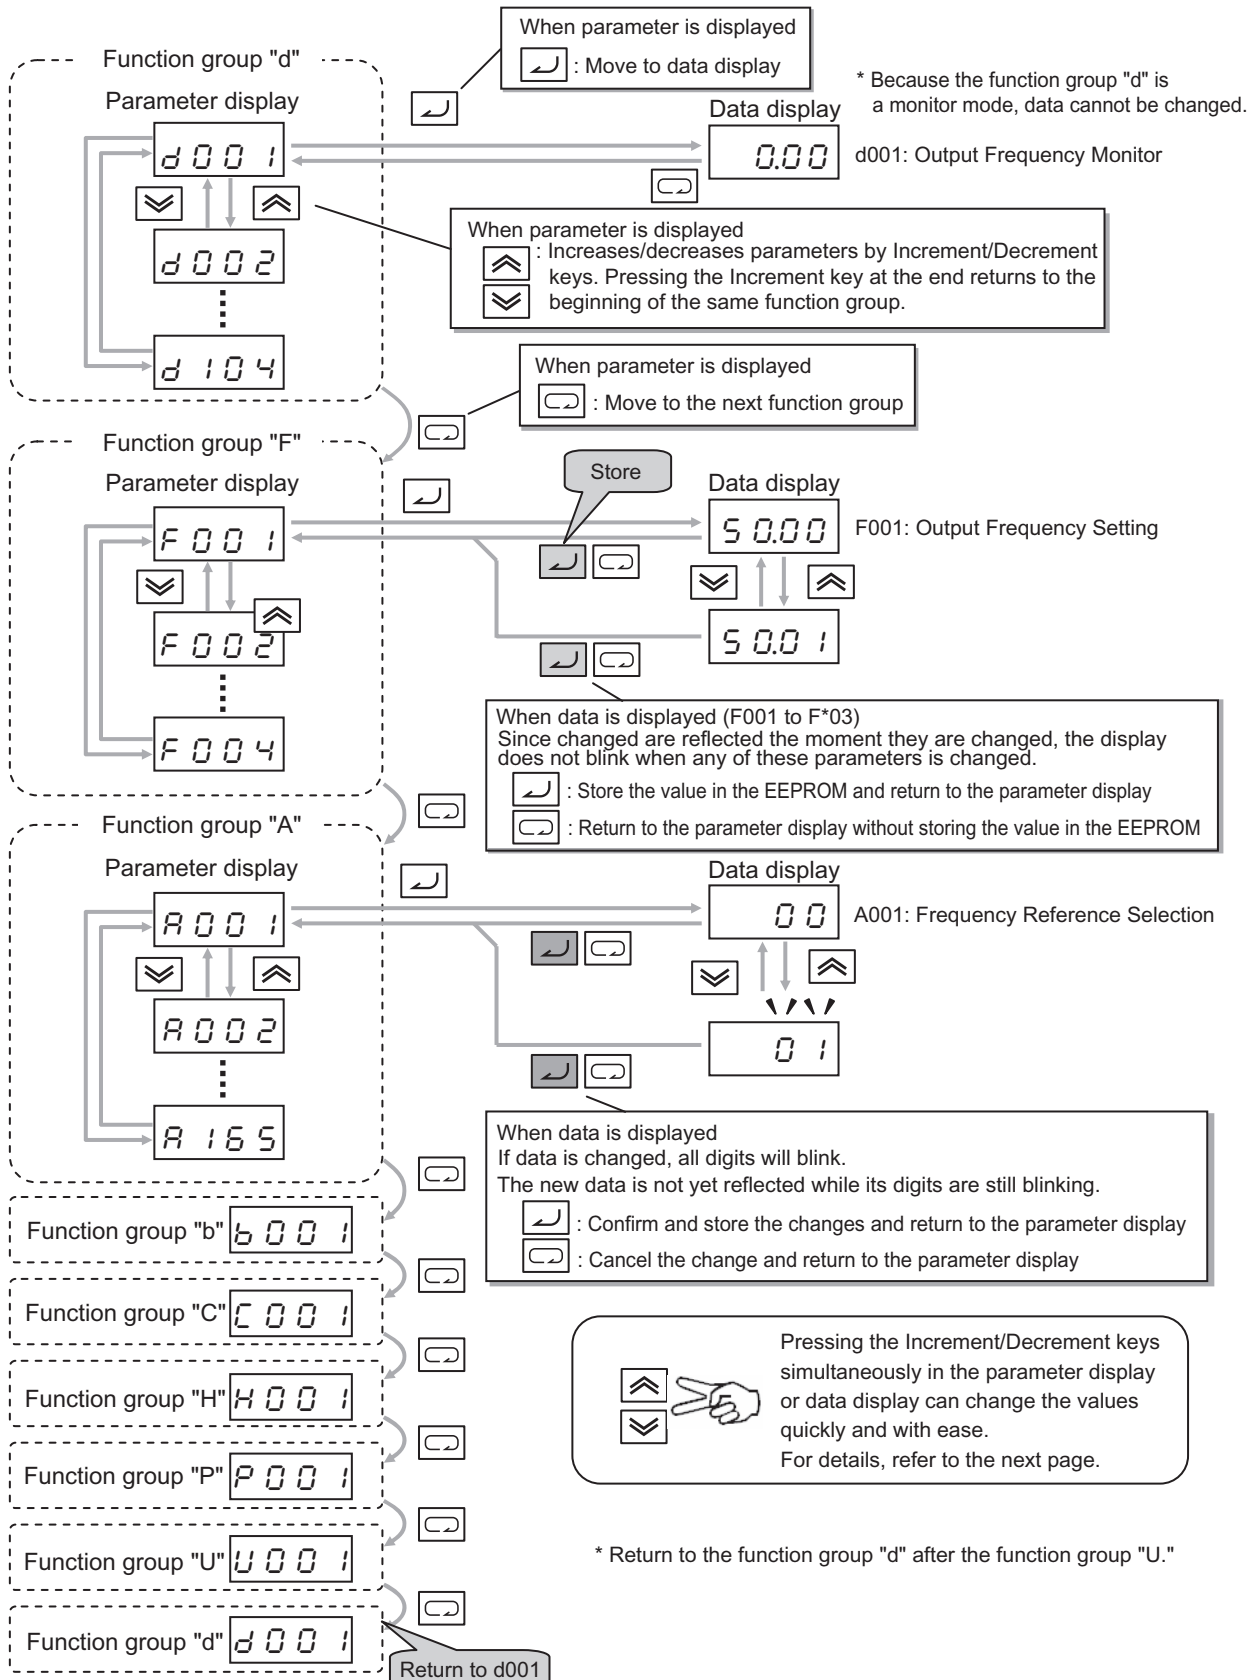 When parameter is displayed
: Move to data display
Function group "d"
Parameter display
* Because the function group "d" is
a monitor mode, data cannot be changed.
Data display
d001
0.00
d001: Output Frequency Monitor
When parameter is displayed
: Increases/decreases parameters by Increment/Decrement
keys. Pressing the Increment key at the end returns to the
beginning of the same function group.
d002
d104
When parameter is displayed
: Move to the next function group
Function group "F"
Parameter display
Store
Data display
F001
50.00
F001: Output Frequency Setting
F002
50.01
F004
When data is displayed (F001 to F*03)
Since changed are reflected the moment they are changed, the display
does not blink when any of these parameters is changed.
: Store the value in the EEPROM and return to the parameter display
: Return to the parameter display without storing the value in the EEPROM
Function group "A"
Parameter display
Data display
A001
00
A001: Frequency Reference Selection
A002
01
A165
When data is displayed
If data is changed, all digits will blink.
The new data is not yet reflected while its digits are still blinking.
: Confirm and store the changes and return to the parameter display
: Cancel the change and return to the parameter display
Function group "b" b001
Function group "C" C001
Function group "H" H001
Function group "P" P001
Function group "U" U001
Function group "d" d001
Return to d001
Pressing the Increment/Decrement keys
simultaneously in the parameter display
or data display can change the values
quickly and with ease.
For details, refer to the next page.
* Return to the function group "d" after the function group "U."